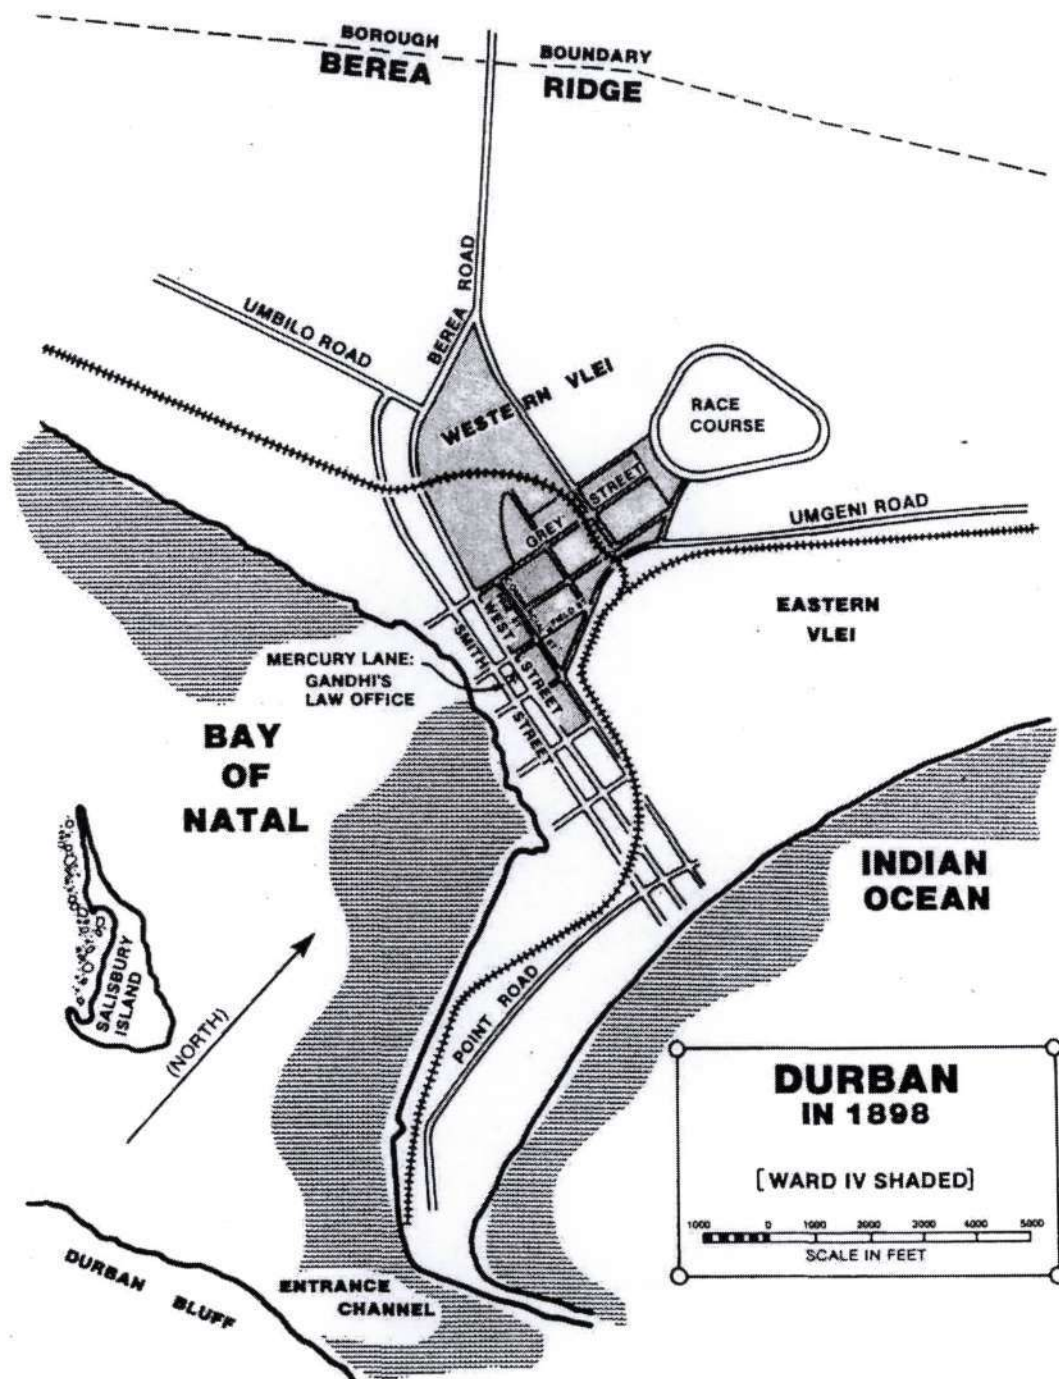 BOROUGH BOUNDARY
BEREA RIDGE
BEREA ROAD
UMBILO ROAD
WESTERN VLEI
RACE
COURSE
GREY STREET
UMGENI ROAD
EASTERN
VLEI
WEST STREET
SMITH STREET
MERCURY LANE:
GANDHI'S
LAW OFFICE
BAY
OF
NATAL
INDIAN
OCEAN
SALISBURY
ISLAND
(NORTH)
POINT ROAD
DURBAN
IN 1898
[WARD IV SHADED]
1000 0 1000 2000 3000 4000 5000
SCALE IN FEET
DURBAN BLUFF
ENTRANCE
CHANNEL